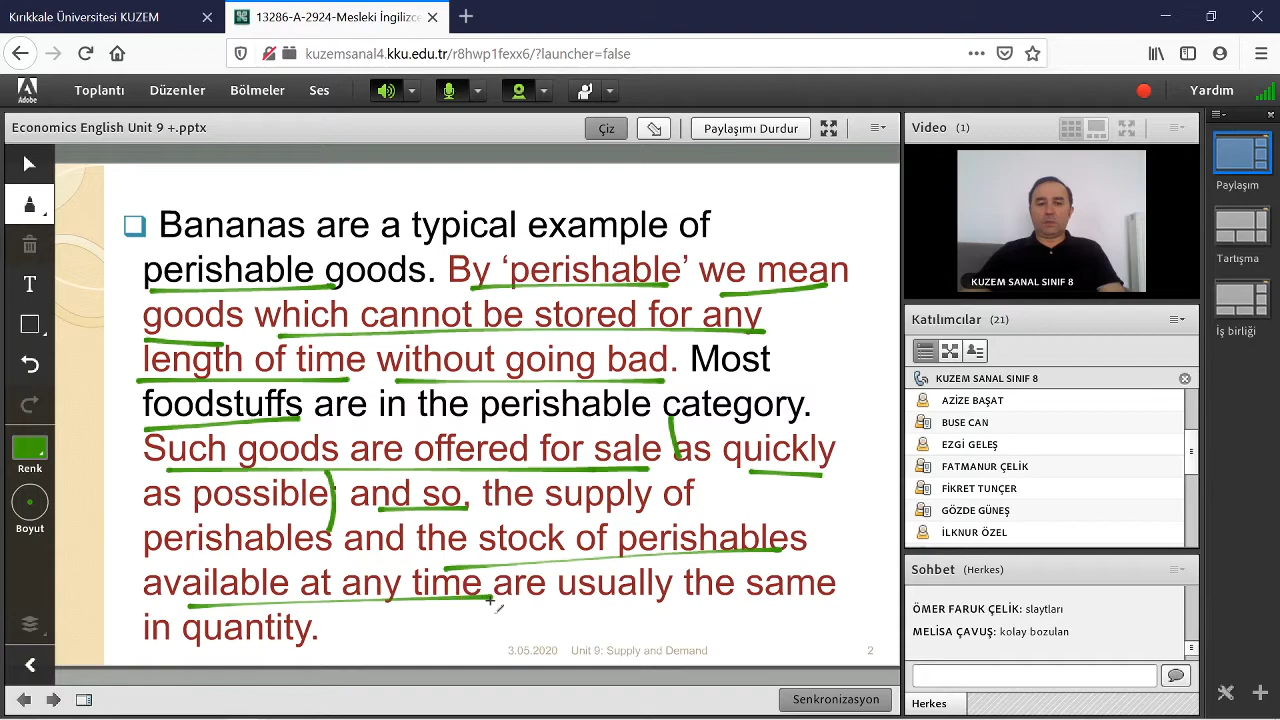 Kırıkkale Üniversitesi KUZEM
13286-A-2924-Mesleki İngilizce
kuzemsanal4.kku.edu.tr/r8hwp1fexx6/?launcher=false
Adobe
Toplantı Düzenler Bölmeler Ses Yardım
Economics English Unit 9 +.pptx
Çiz
Paylaşımı Durdur
Renk
Boyut
Bananas are a typical example of
perishable goods. By ‘perishable’ we mean
goods which cannot be stored for any
length of time without going bad. Most
foodstuffs are in the perishable category.
Such goods are offered for sale as quickly
as possible; and so, the supply of
perishables and the stock of perishables
available at any time are usually the same
in quantity.
3.05.2020 Unit 9: Supply and Demand 2
Senkronizasyon
Video (1)
KUZEM SANAL SINIF 8
Katılımcılar (21)
KUZEM SANAL SINIF 8
AZİZE BAŞAT
BUSE CAN
EZGİ GELEŞ
FATMANUR ÇELİK
FİKRET TUNÇER
GÖZDE GÜNEŞ
İLKNUR ÖZEL
Sohbet (Herkes)
ÖMER FARUK ÇELİK: slaytları
MELİSA ÇAVUŞ: kolay bozulan
Herkes
Paylaşım
Tartışma
İş birliği